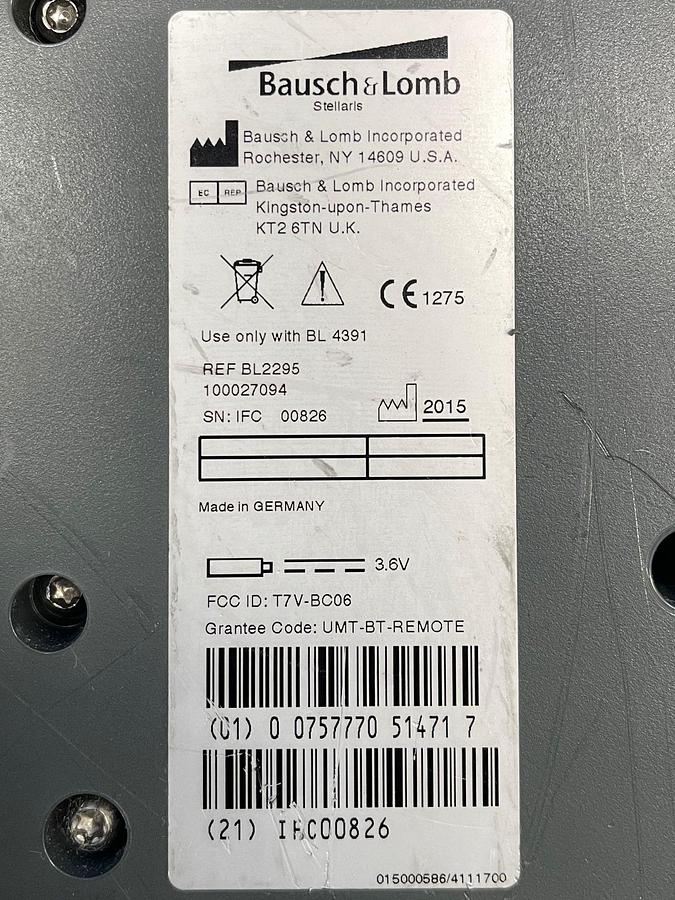 Bausch & Lomb
Stellaris
Bausch & Lomb Incorporated
Rochester, NY 14609 U.S.A.
EC REP
Bausch & Lomb Incorporated
Kingston-upon-Thames
KT2 6TN U.K.
CE 1275
Use only with BL 4391
REF BL2295
100027094
SN: IFC 00826
2015
Made in GERMANY
3.6V
FCC ID: T7V-BC06
Grantee Code: UMT-BT-REMOTE
(01) 0 0757770 51471 7
(21) IFC00826
015000586/4111700